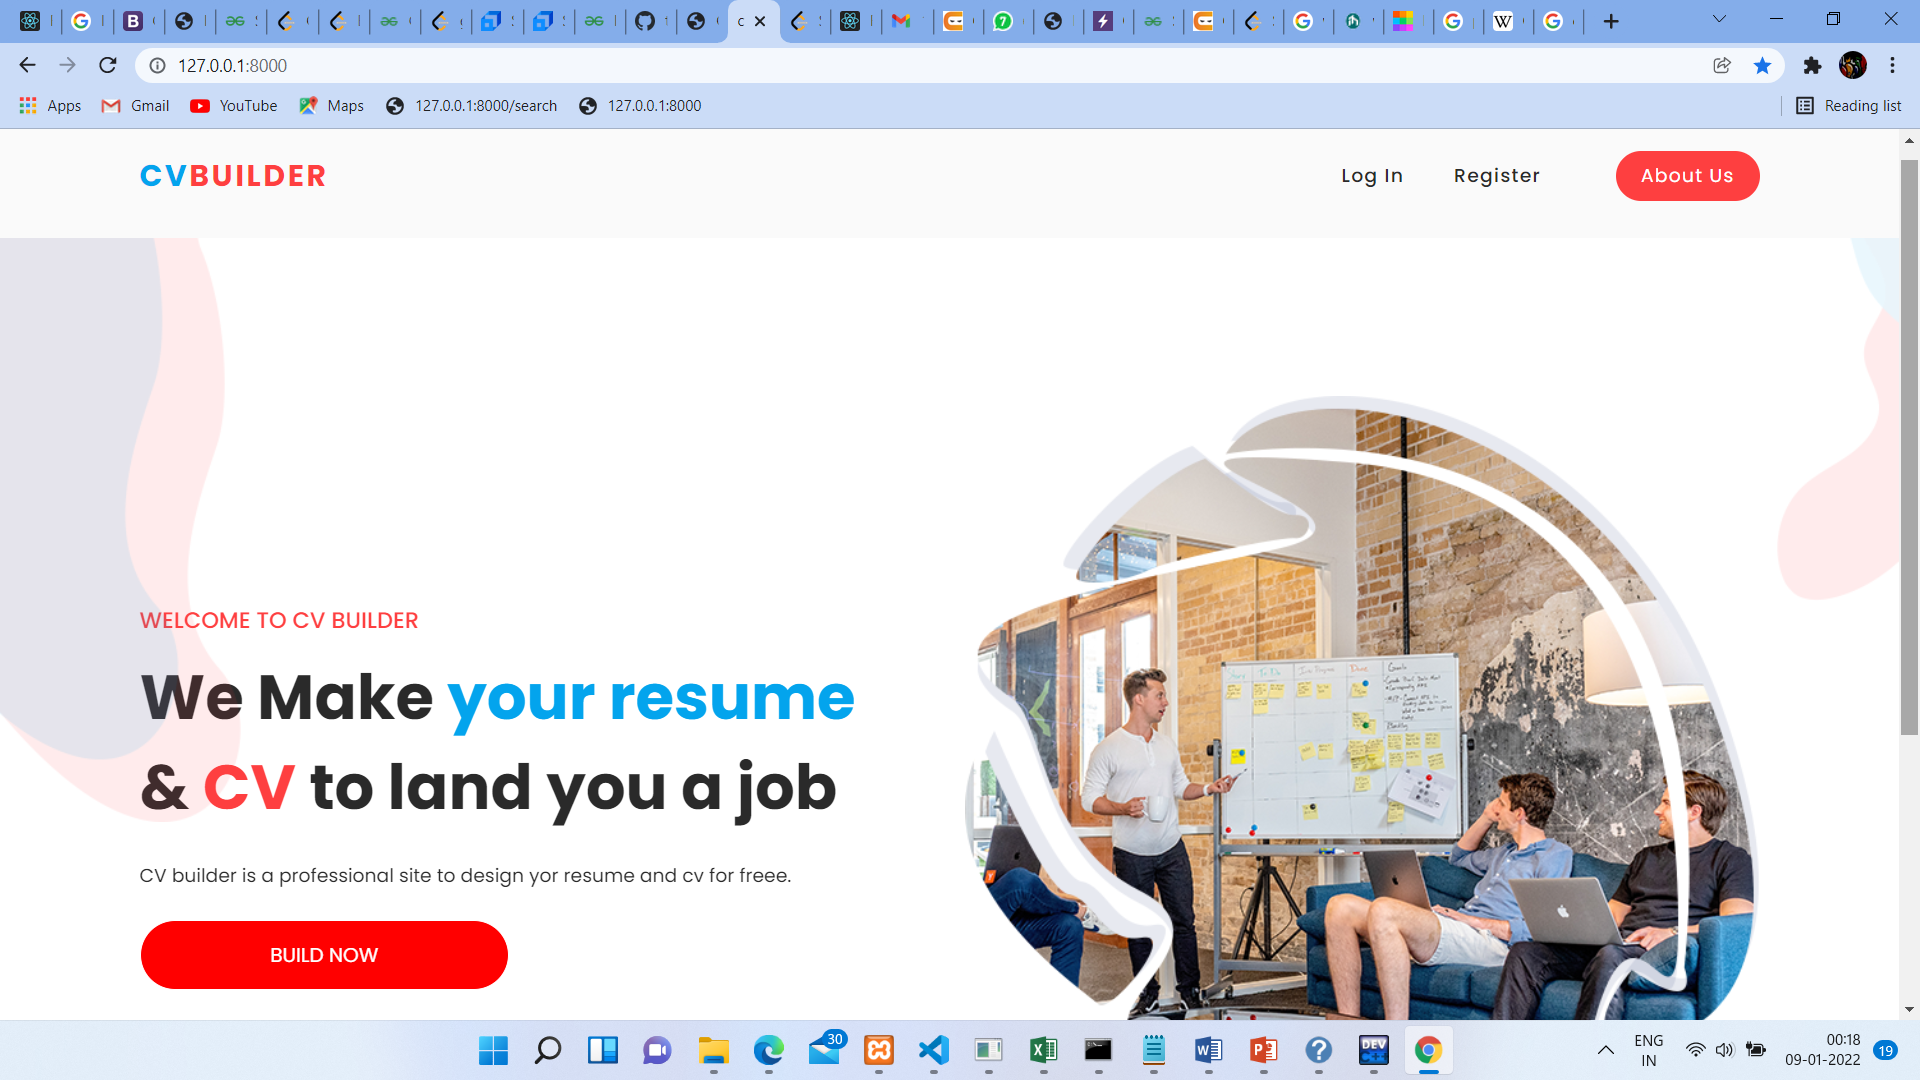 127.0.0.1:8000
Apps
Gmail
YouTube
Maps
127.0.0.1:8000/search
127.0.0.1:8000
Reading list
CVBUILDER
Log In
Register
About Us
WELCOME TO CV BUILDER
We Make your resume
& CV to land you a job
CV builder is a professional site to design yor resume and cv for freee.
BUILD NOW
30
ENG
IN
00:18
09-01-2022
19